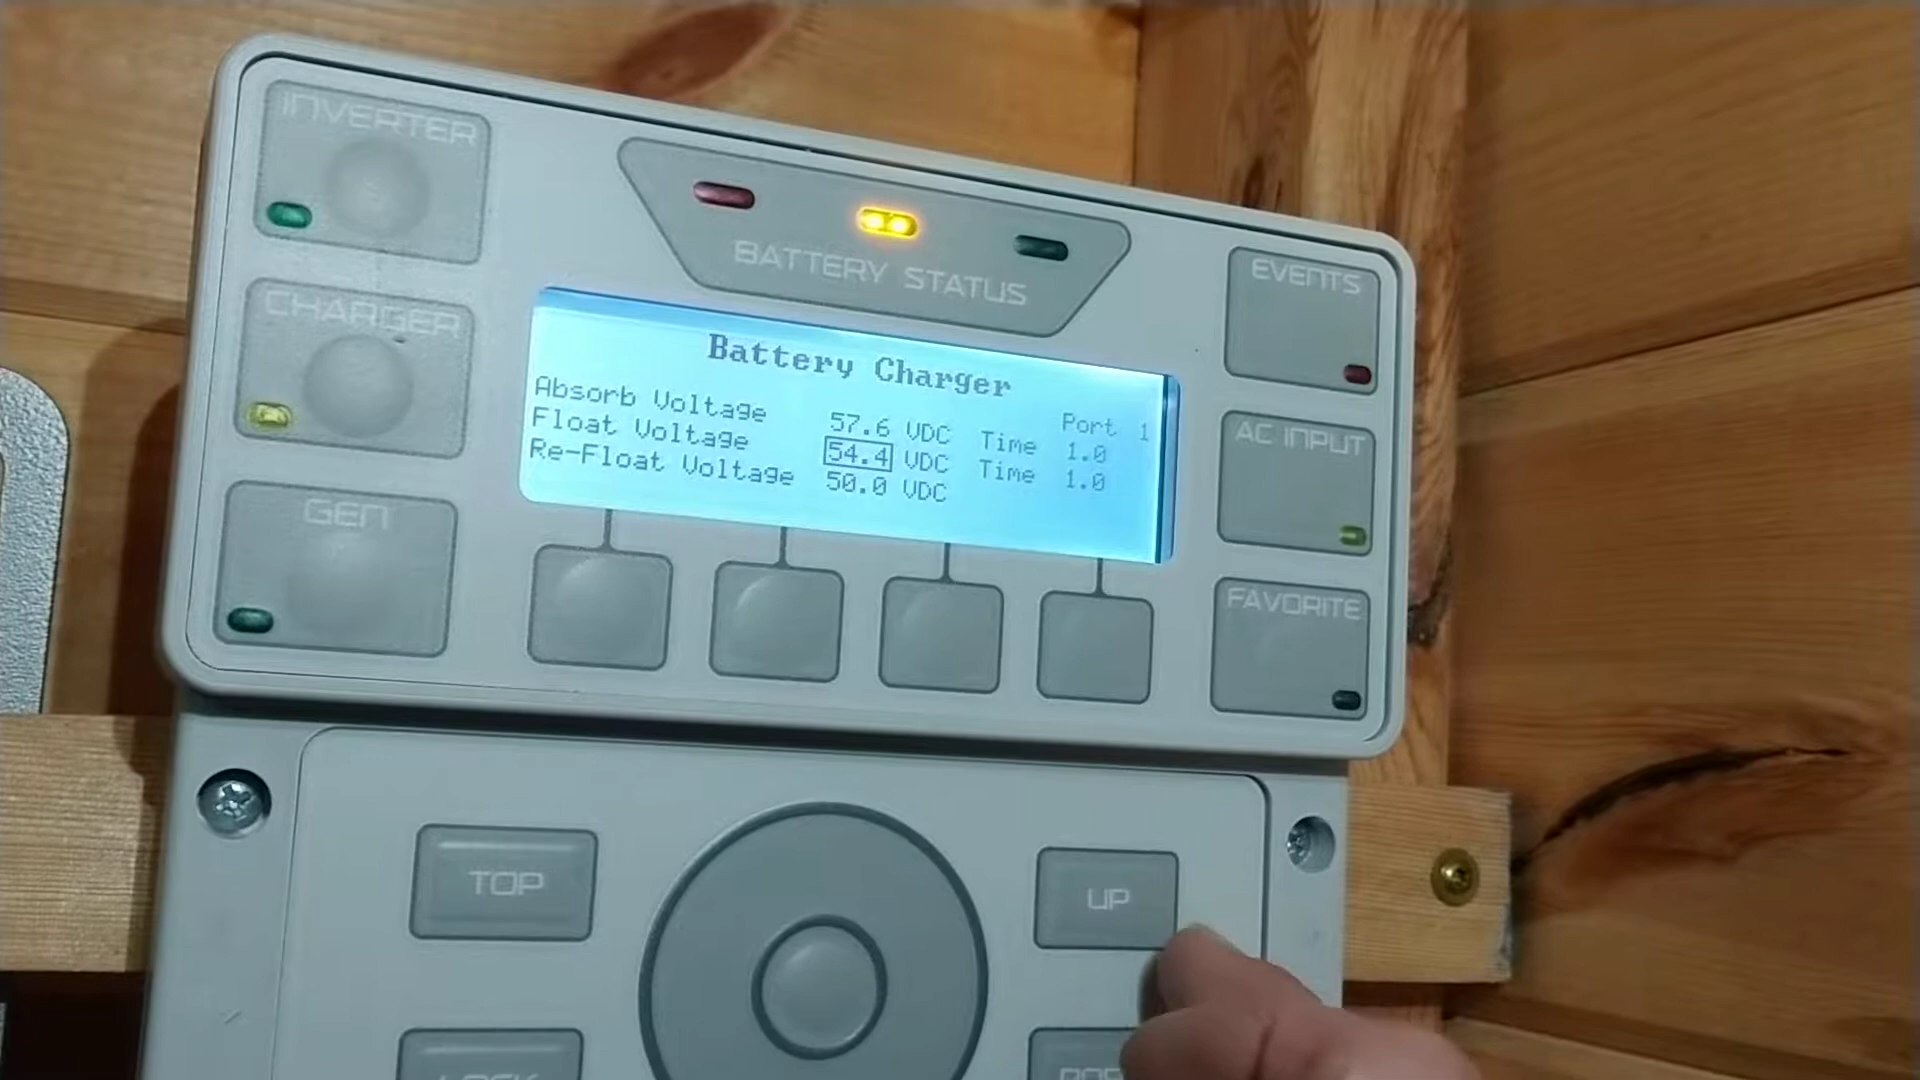 INVERTER
BATTERY STATUS
EVENTS
CHARGER
Battery Charger
Port 1
Absorb Voltage 57.6 VDC Time 1.0
Float Voltage 54.4 VDC Time 1.0
Re-Float Voltage 50.0 VDC
AC INPUT
GEN
FAVORITE
TOP
UP
LOCK